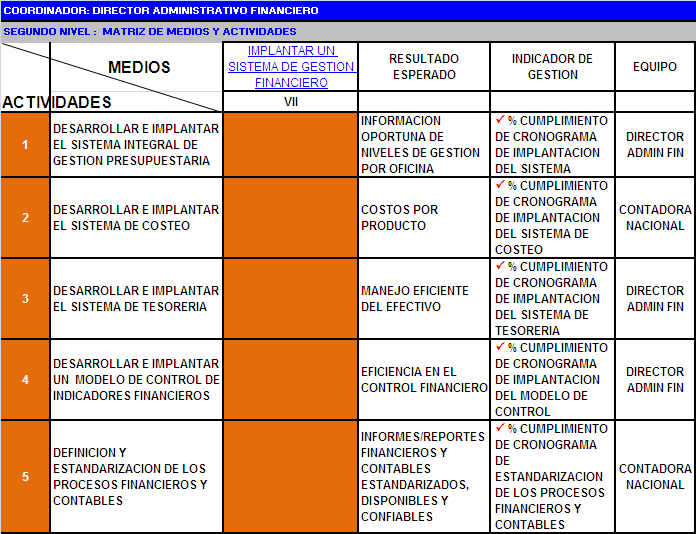 COORDINADOR: DIRECTOR ADMINISTRATIVO FINANCIERO
SEGUNDO NIVEL : MATRIZ DE MEDIOS Y ACTIVIDADES
MEDIOS
IMPLANTAR UN
SISTEMA DE GESTION
FINANCIERO
RESULTADO
ESPERADO
INDICADOR DE
GESTION
EQUIPO
ACTIVIDADES
VII
1
DESARROLLAR E IMPLANTAR
EL SISTEMA INTEGRAL DE
GESTION PRESUPUESTARIA
INFORMACION
OPORTUNA DE
NIVELES DE GESTION
POR OFICINA
✓ % CUMPLIMIENTO
DE CRONOGRAMA
DE IMPLANTACION
DEL SISTEMA
DIRECTOR
ADMIN FIN
2
DESARROLLAR E IMPLANTAR
EL SISTEMA DE COSTEO
COSTOS POR
PRODUCTO
✓ % CUMPLIMIENTO
DE CRONOGRAMA
DE IMPLANTACION
DEL SISTEMA DE
COSTEO
CONTADORA
NACIONAL
3
DESARROLLAR E IMPLANTAR
EL SISTEMA DE TESORERIA
MANEJO EFICIENTE
DEL EFECTIVO
✓ % CUMPLIMIENTO
DE CRONOGRAMA
DE IMPLANTACION
DEL SISTEMA DE
TESORERIA
DIRECTOR
ADMIN FIN
4
DESARROLLAR E IMPLANTAR
UN MODELO DE CONTROL DE
INDICADORES FINANCIEROS
EFICIENCIA EN EL
CONTROL FINANCIERO
✓ % CUMPLIMIENTO
DE CRONOGRAMA
DE IMPLANTACION
DEL MODELO DE
CONTROL
DIRECTOR
ADMIN FIN
5
DEFINICION Y
ESTANDARIZACION DE LOS
PROCESOS FINANCIEROS Y
CONTABLES
INFORMES/REPORTES
FINANCIEROS Y
CONTABLES
ESTANDARIZADOS,
DISPONIBLES Y
CONFIABLES
✓ % CUMPLIMIENTO
DE CRONOGRAMA
DE
ESTANDARIZACION
DE LOS PROCESOS
FINANCIEROS Y
CONTABLES
CONTADORA
NACIONAL